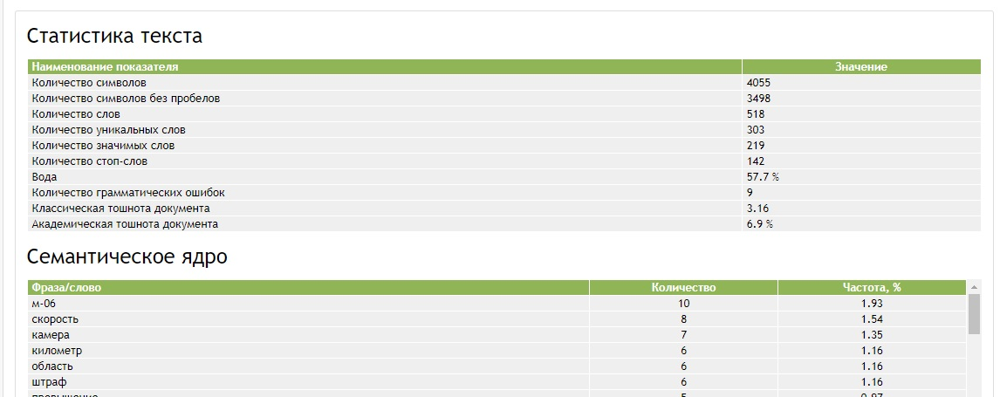 Статистика текста
Наименование показателя Значение
Количество символов 4055
Количество символов без пробелов 3498
Количество слов 518
Количество уникальных слов 303
Количество значимых слов 219
Количество стоп-слов 142
Вода 57.7 %
Количество грамматических ошибок 9
Классическая тошнота документа 3.16
Академическая тошнота документа 6.9 %
Семантическое ядро
Фраза/слово Количество Частота, %
м-06 10 1.93
скорость 8 1.54
камера 7 1.35
километр 6 1.16
область 6 1.16
штраф 6 1.16